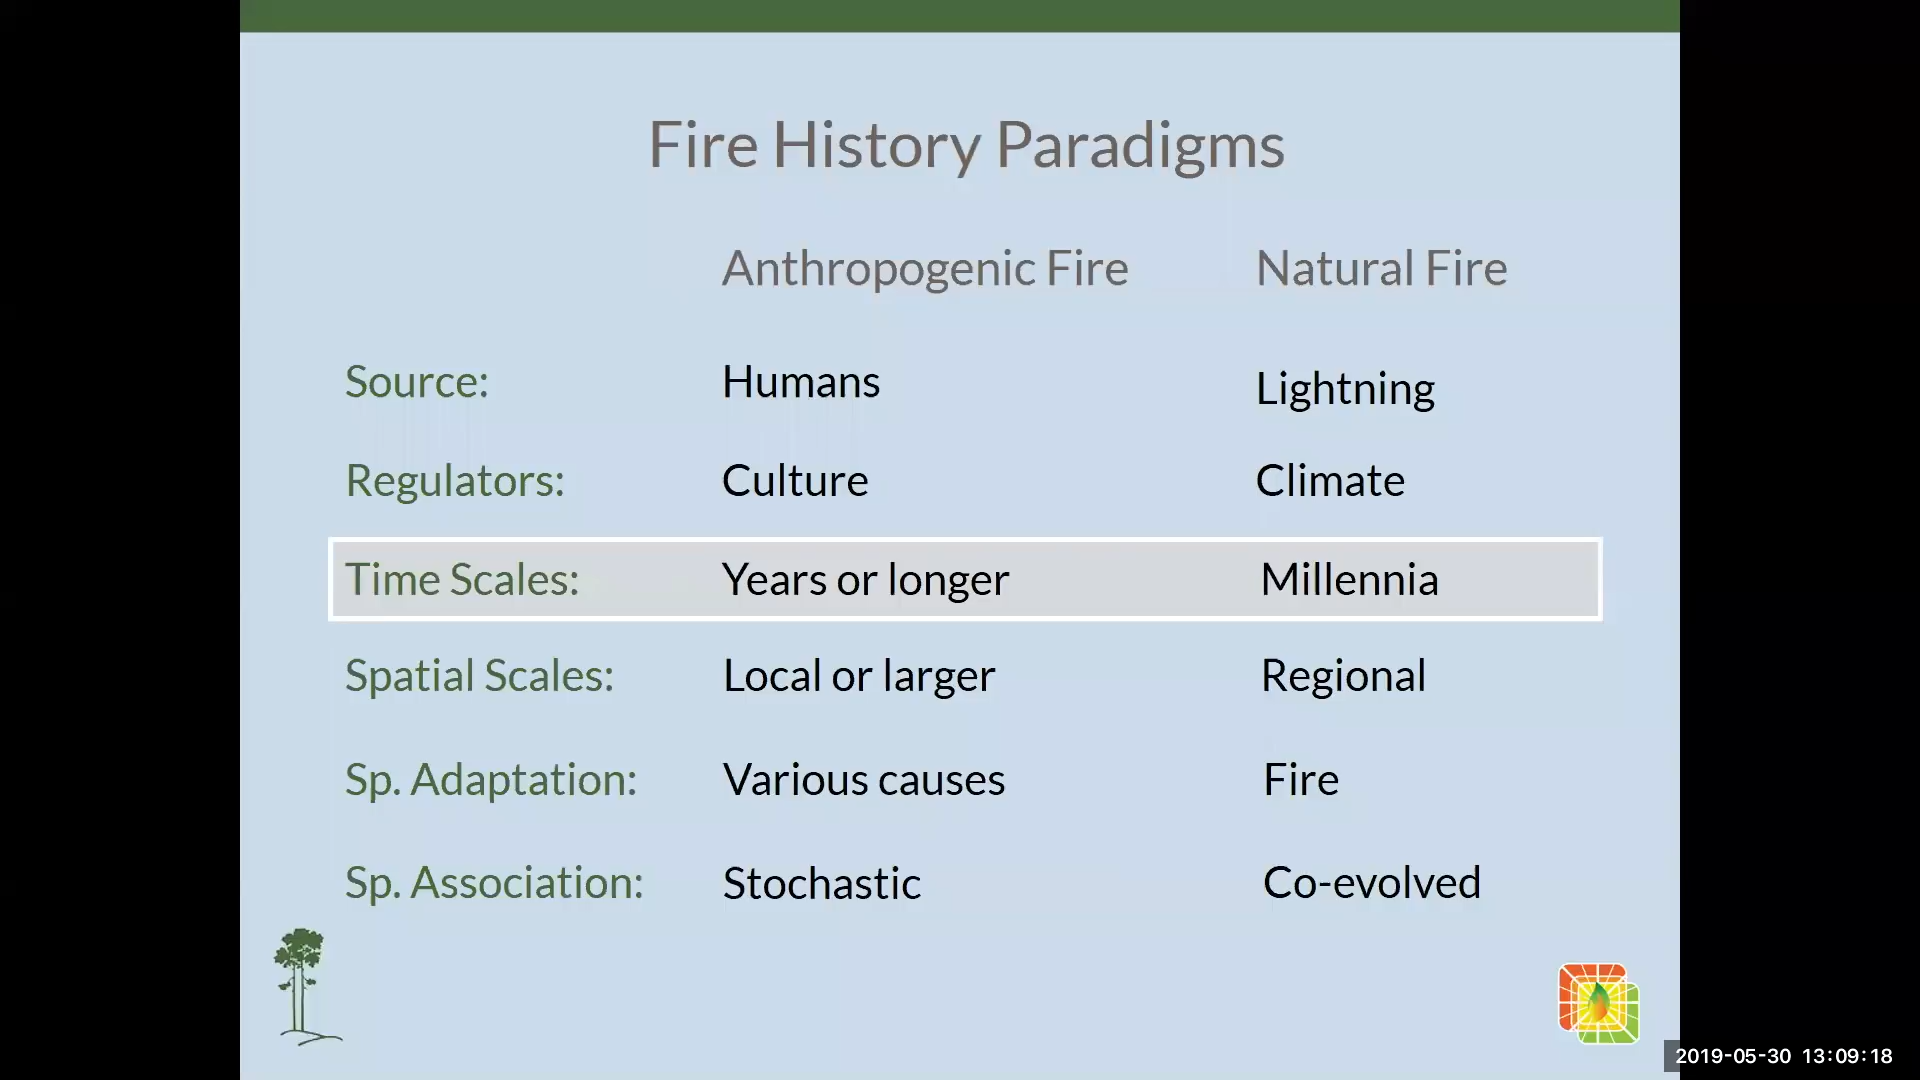 Fire History Paradigms
Anthropogenic Fire Natural Fire
Source: Humans Lightning
Regulators: Culture Climate
Time Scales: Years or longer Millennia
Spatial Scales: Local or larger Regional
Sp. Adaptation: Various causes Fire
Sp. Association: Stochastic Co-evolved
2019-05-30 13:09:18